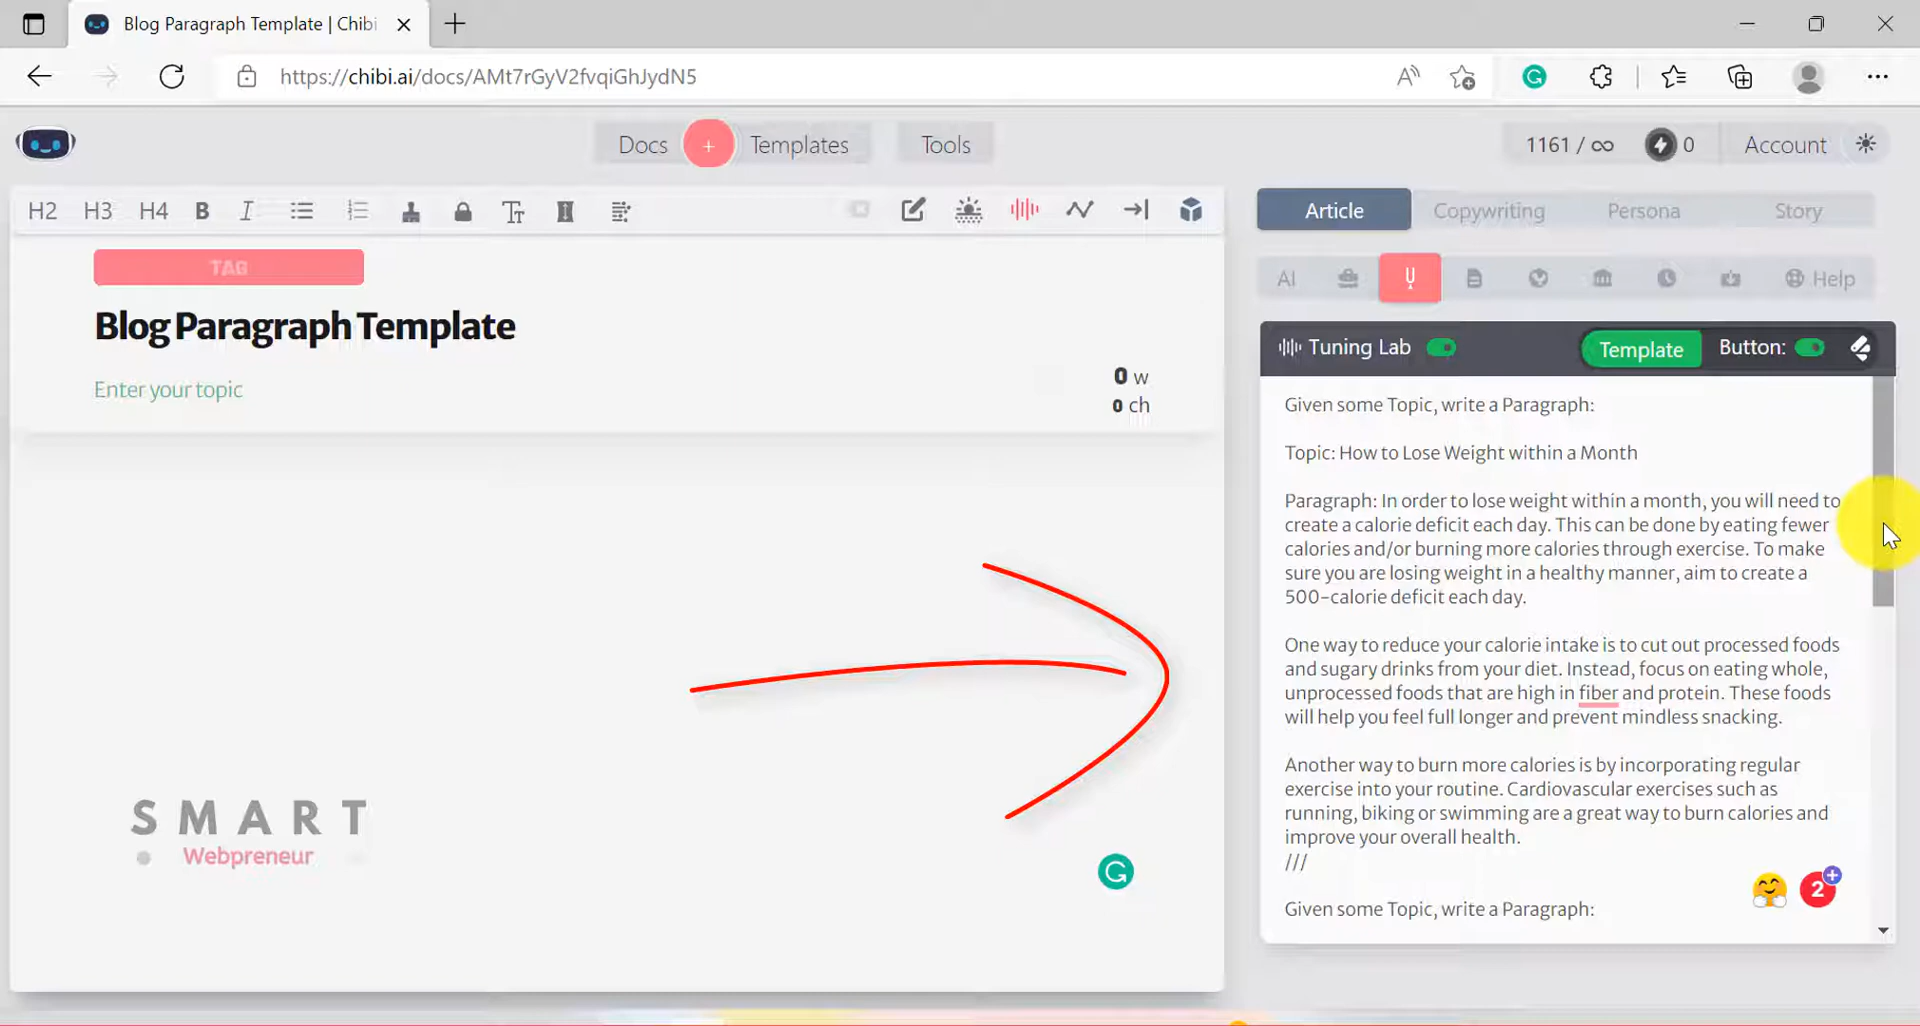 Blog Paragraph Template | Chibi
https://chibi.ai/docs/AMt7rGyV2fvqiGhJydN5
Docs + Templates Tools
1161 / ∞ 0 Account
H2 H3 H4 B I
Article Copywriting Persona Story
TAG
AI Help
Blog Paragraph Template
Enter your topic
0 w
0 ch
Tuning Lab Template Button:
Given some Topic, write a Paragraph:
Topic: How to Lose Weight within a Month
Paragraph: In order to lose weight within a month, you will need to
create a calorie deficit each day. This can be done by eating fewer
calories and/or burning more calories through exercise. To make
sure you are losing weight in a healthy manner, aim to create a
500-calorie deficit each day.
One way to reduce your calorie intake is to cut out processed foods
and sugary drinks from your diet. Instead, focus on eating whole,
unprocessed foods that are high in fiber and protein. These foods
will help you feel full longer and prevent mindless snacking.
Another way to burn more calories is by incorporating regular
exercise into your routine. Cardiovascular exercises such as
running, biking or swimming are a great way to burn calories and
improve your overall health.
///
Given some Topic, write a Paragraph:
2
SMART
Webpreneur